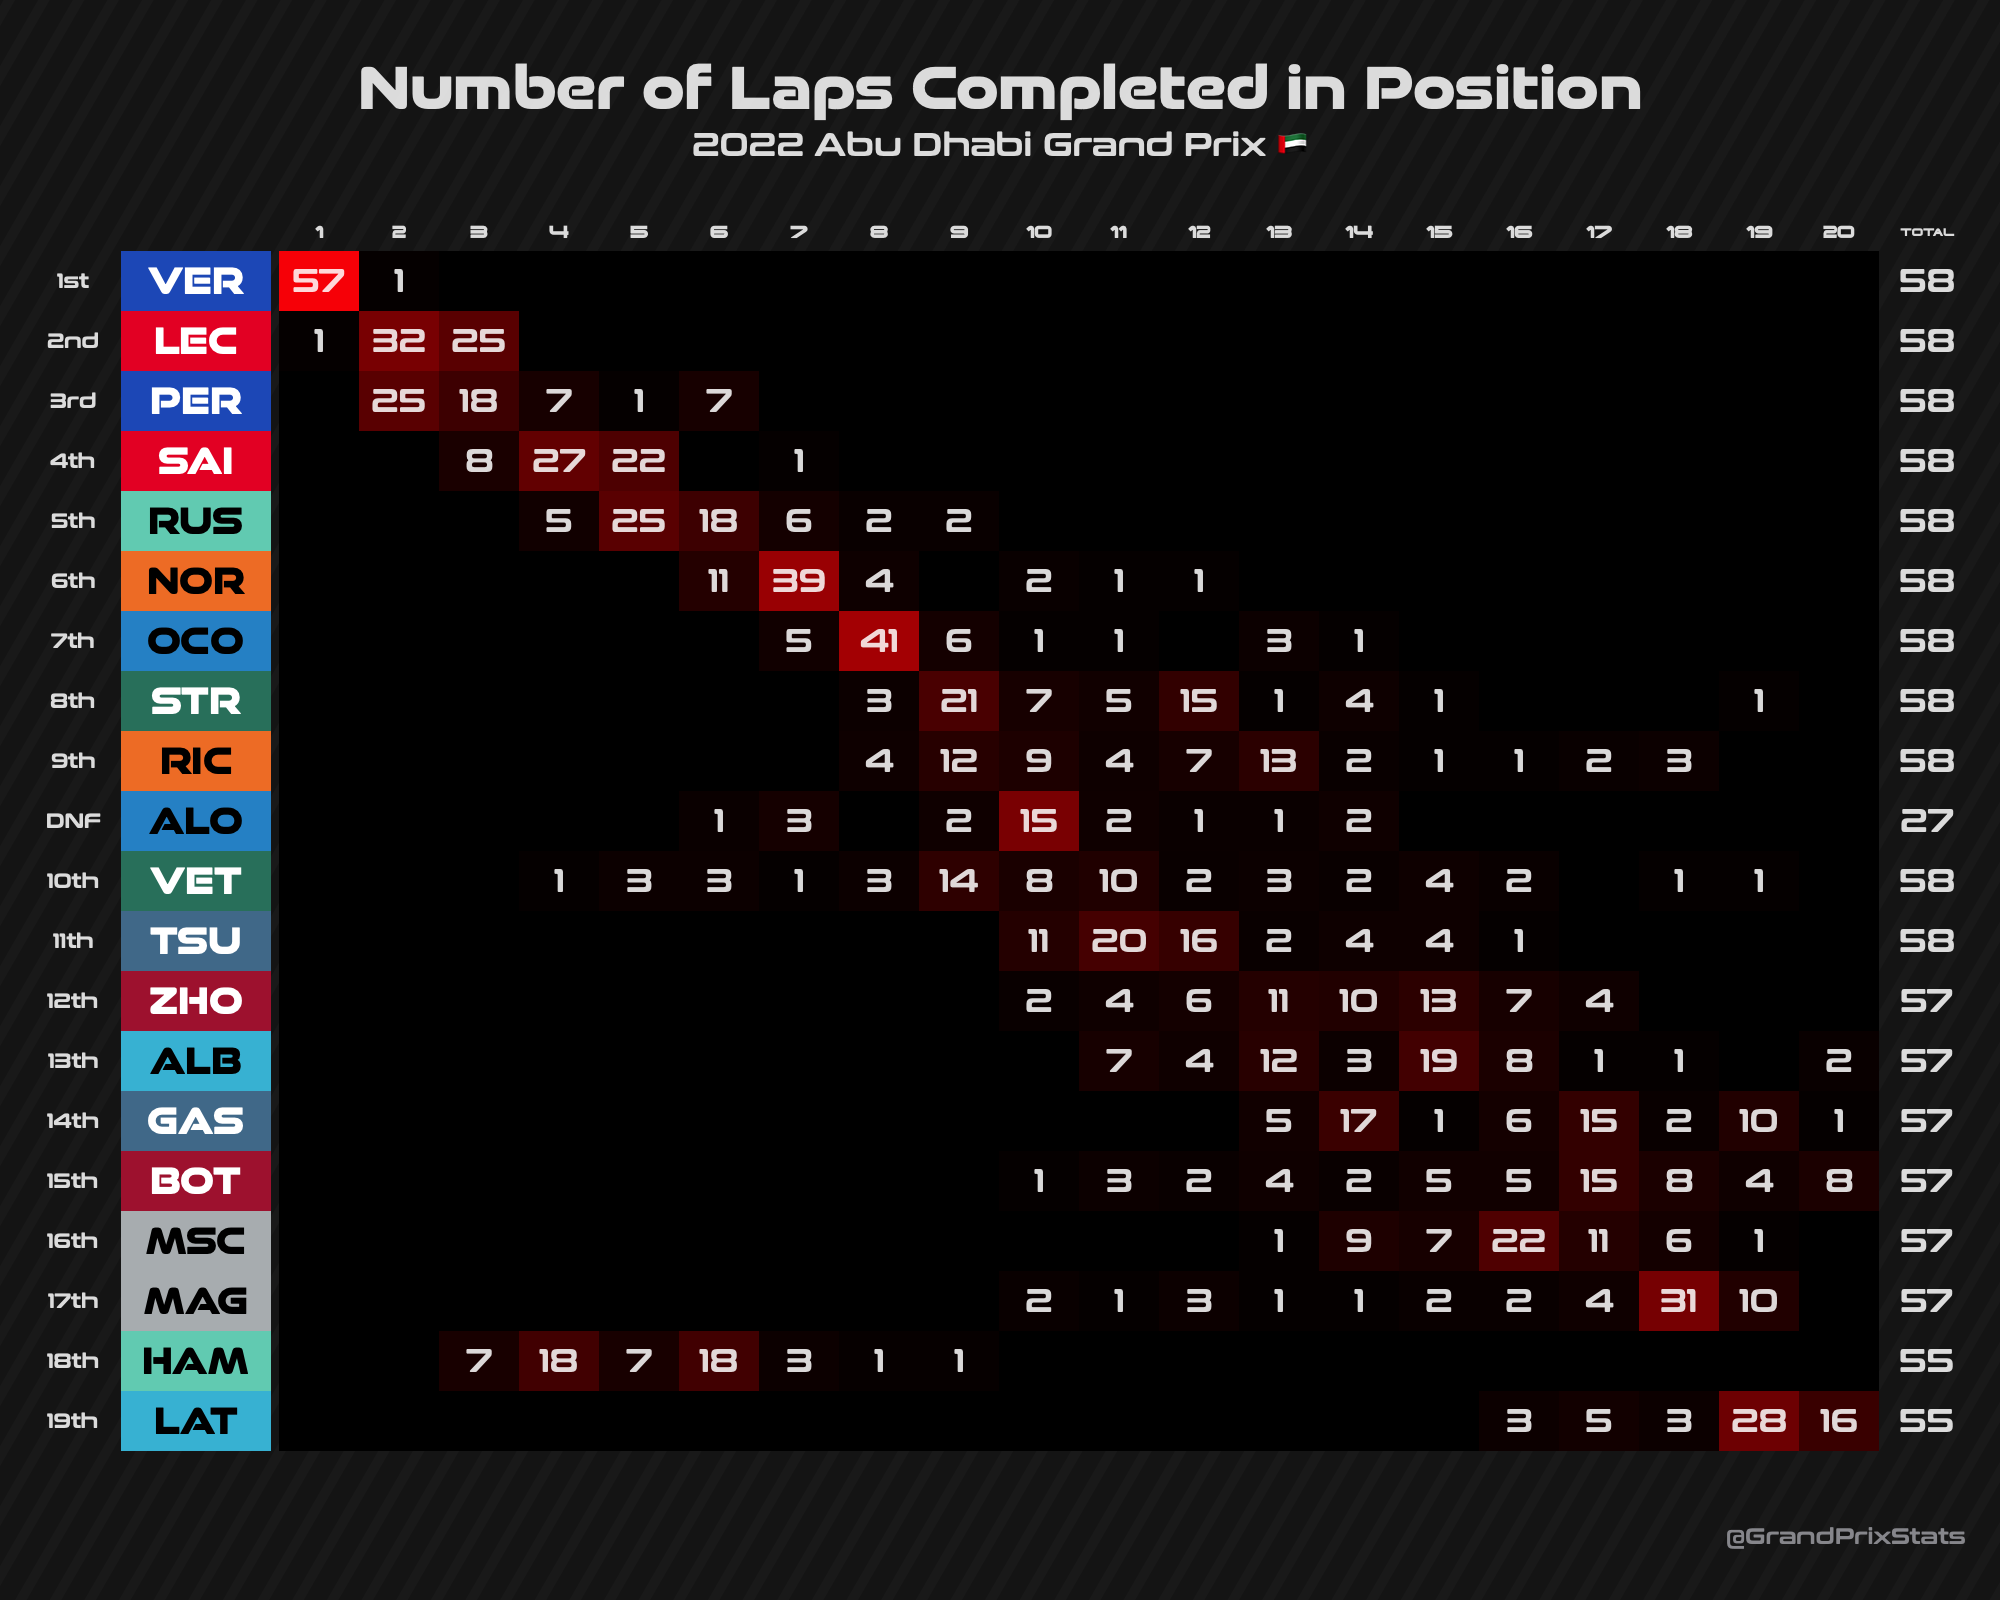 Number of Laps Completed in Position
2022 Abu Dhabi Grand Prix 🇦🇪
1 2 3 4 5 6 7 8 9 10 11 12 13 14 15 16 17 18 19 20 TOTAL
1st VER 57 1 58
2nd LEC 1 32 25 58
3rd PER 25 18 7 1 7 58
4th SAI 8 27 22 1 58
5th RUS 5 25 18 6 2 2 58
6th NOR 11 39 4 2 1 1 58
7th OCO 5 41 6 1 1 3 1 58
8th STR 3 21 7 5 15 1 4 1 1 58
9th RIC 4 12 9 4 7 13 2 1 1 2 3 58
DNF ALO 1 3 2 15 2 1 1 2 27
10th VET 1 3 3 1 3 14 8 10 2 3 2 4 2 1 1 58
11th TSU 11 20 16 2 4 4 1 58
12th ZHO 2 4 6 11 10 13 7 4 57
13th ALB 7 4 12 3 19 8 1 1 2 57
14th GAS 5 17 1 6 15 2 10 1 57
15th BOT 1 3 2 4 2 5 5 15 8 4 8 57
16th MSC 1 9 7 22 11 6 1 57
17th MAG 2 1 3 1 1 2 2 4 31 10 57
18th HAM 7 18 7 18 3 1 1 55
19th LAT 3 5 3 28 16 55
@GrandPrixStats